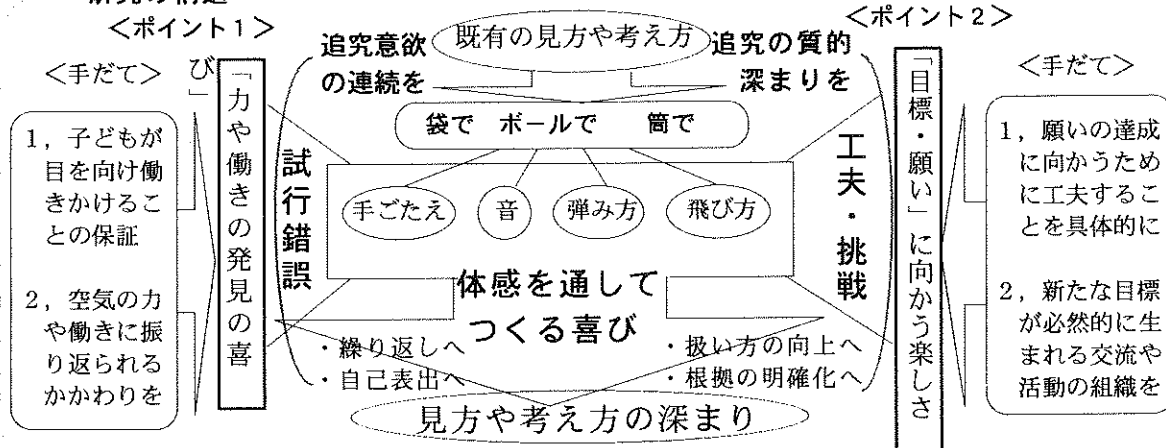 <ポイント1>
<手だて>
1，子どもが
目を向け働
きかけるこ
との保証
2，空気の力
や働きに振
り返られる
かかわりを
「力や働きの発見の喜
び」
追究意欲
の連続を
既有の見方や考え方
追究の質的
深まりを
袋で ボールで 筒で
試行錯誤
手ごたえ
音
弾み方
飛び方
工夫・挑戦
体感を通して
つくる喜び
・繰り返しへ
・自己表出へ
・扱い方の向上へ
・根拠の明確化へ
見方や考え方の深まり
<ポイント2>
「目標・願い」に向かう楽しさ
<手だて>
1，願いの達成
に向かうため
に工夫するこ
とを具体的に
2，新たな目標
が必然的に生
まれる交流や
活動の組織を